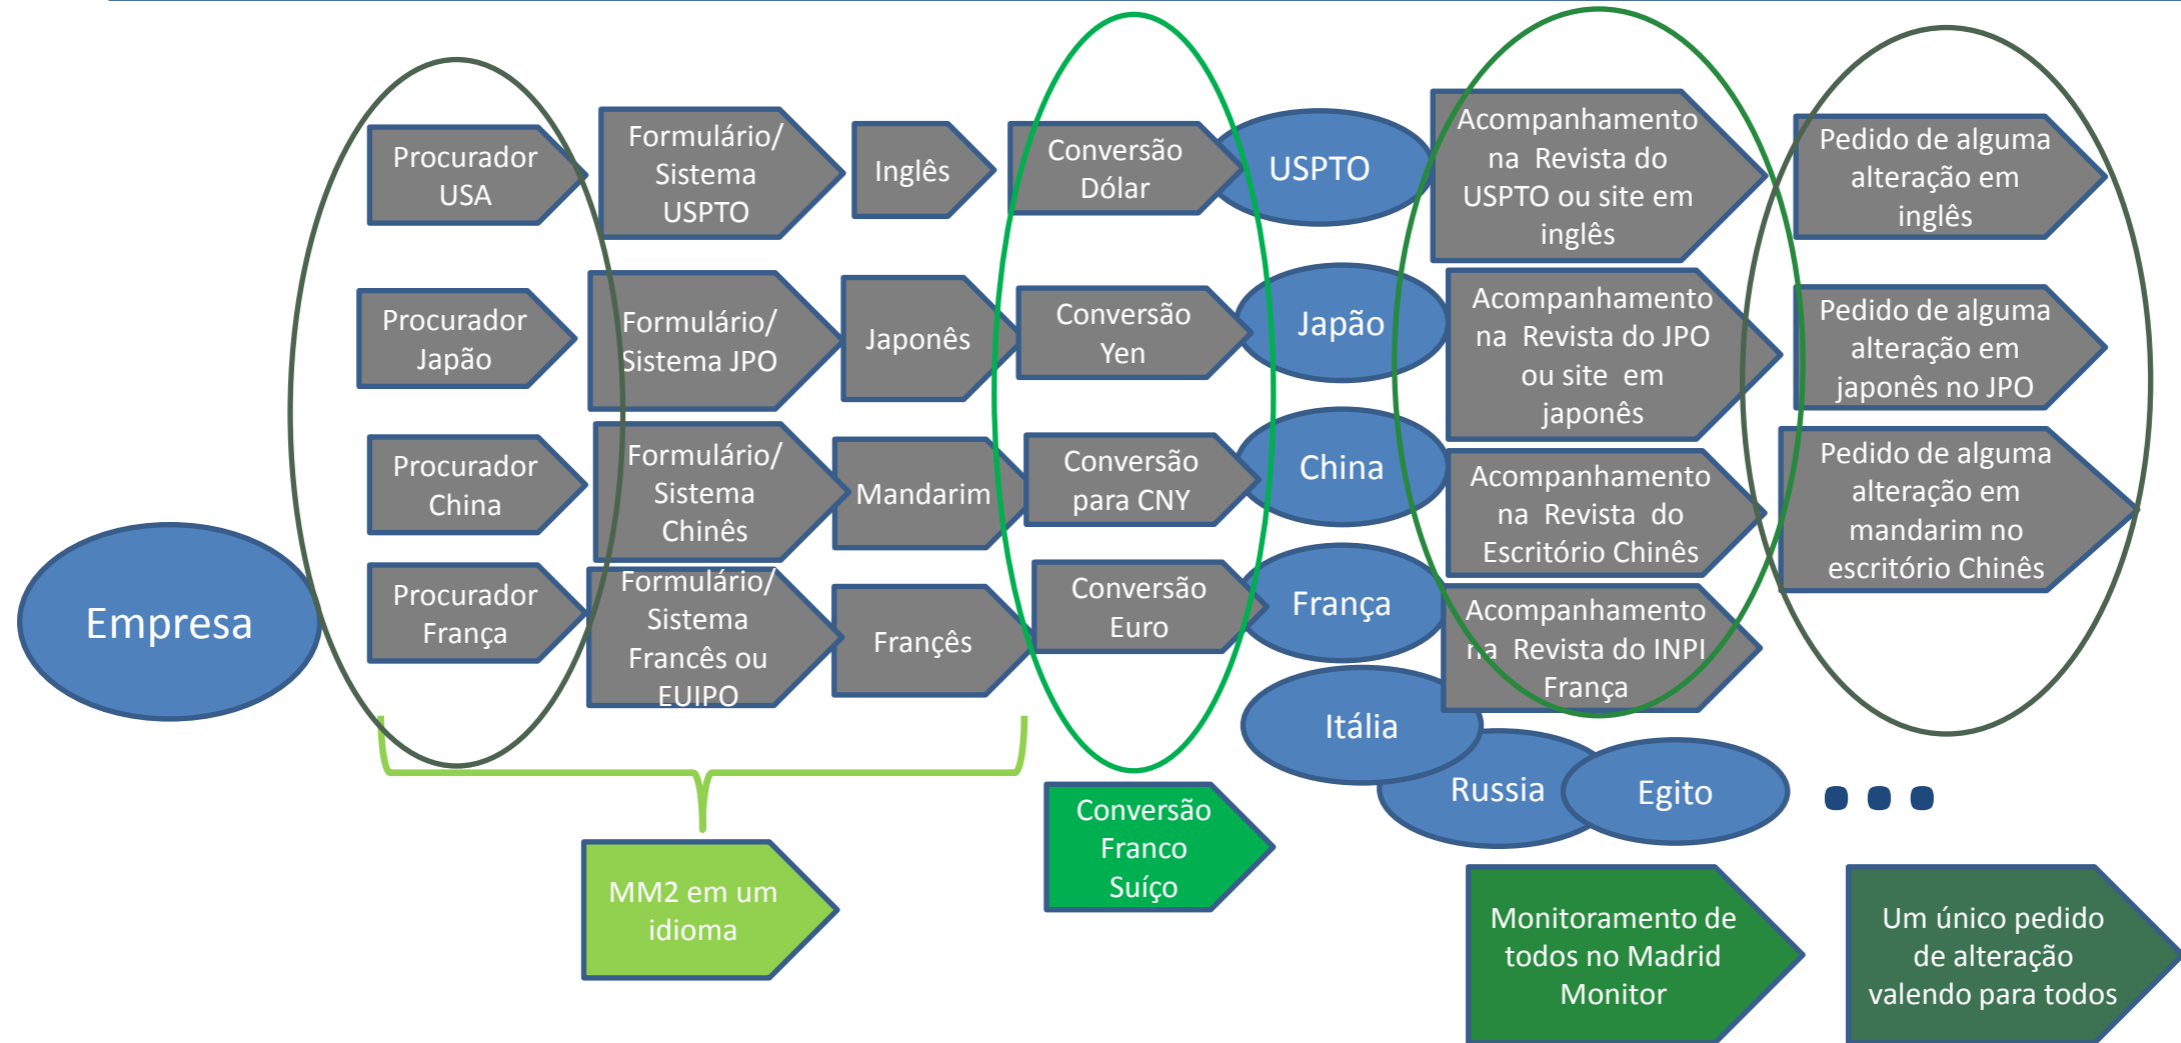 Procurador
USA
Formulário/
Sistema
USPTO
Inglês
Conversão
Dólar
USPTO
Acompanhamento
na Revista do
USPTO ou site em
inglês
Pedido de alguma
alteração em
inglês
Procurador
Japão
Formulário/
Sistema JPO
Japonês
Conversão
Yen
Japão
Acompanhamento
na Revista do JPO
ou site em
japonês
Pedido de alguma
alteração em
japonês no JPO
Procurador
China
Formulário/
Sistema
Chinês
Mandarim
Conversão
para CNY
China
Acompanhamento
na Revista do
Escritório Chinês
Pedido de alguma
alteração em
mandarim no
escritório Chinês
Empresa
Procurador
França
Formulário/
Sistema
Francês ou
EUIPO
Françês
Conversão
Euro
França
Acompanhamento
na Revista do INPI
França
Itália
Russia
Egito
...
MM2 em um
idioma
Conversão
Franco
Suíço
Monitoramento de
todos no Madrid
Monitor
Um único pedido
de alteração
valendo para todos